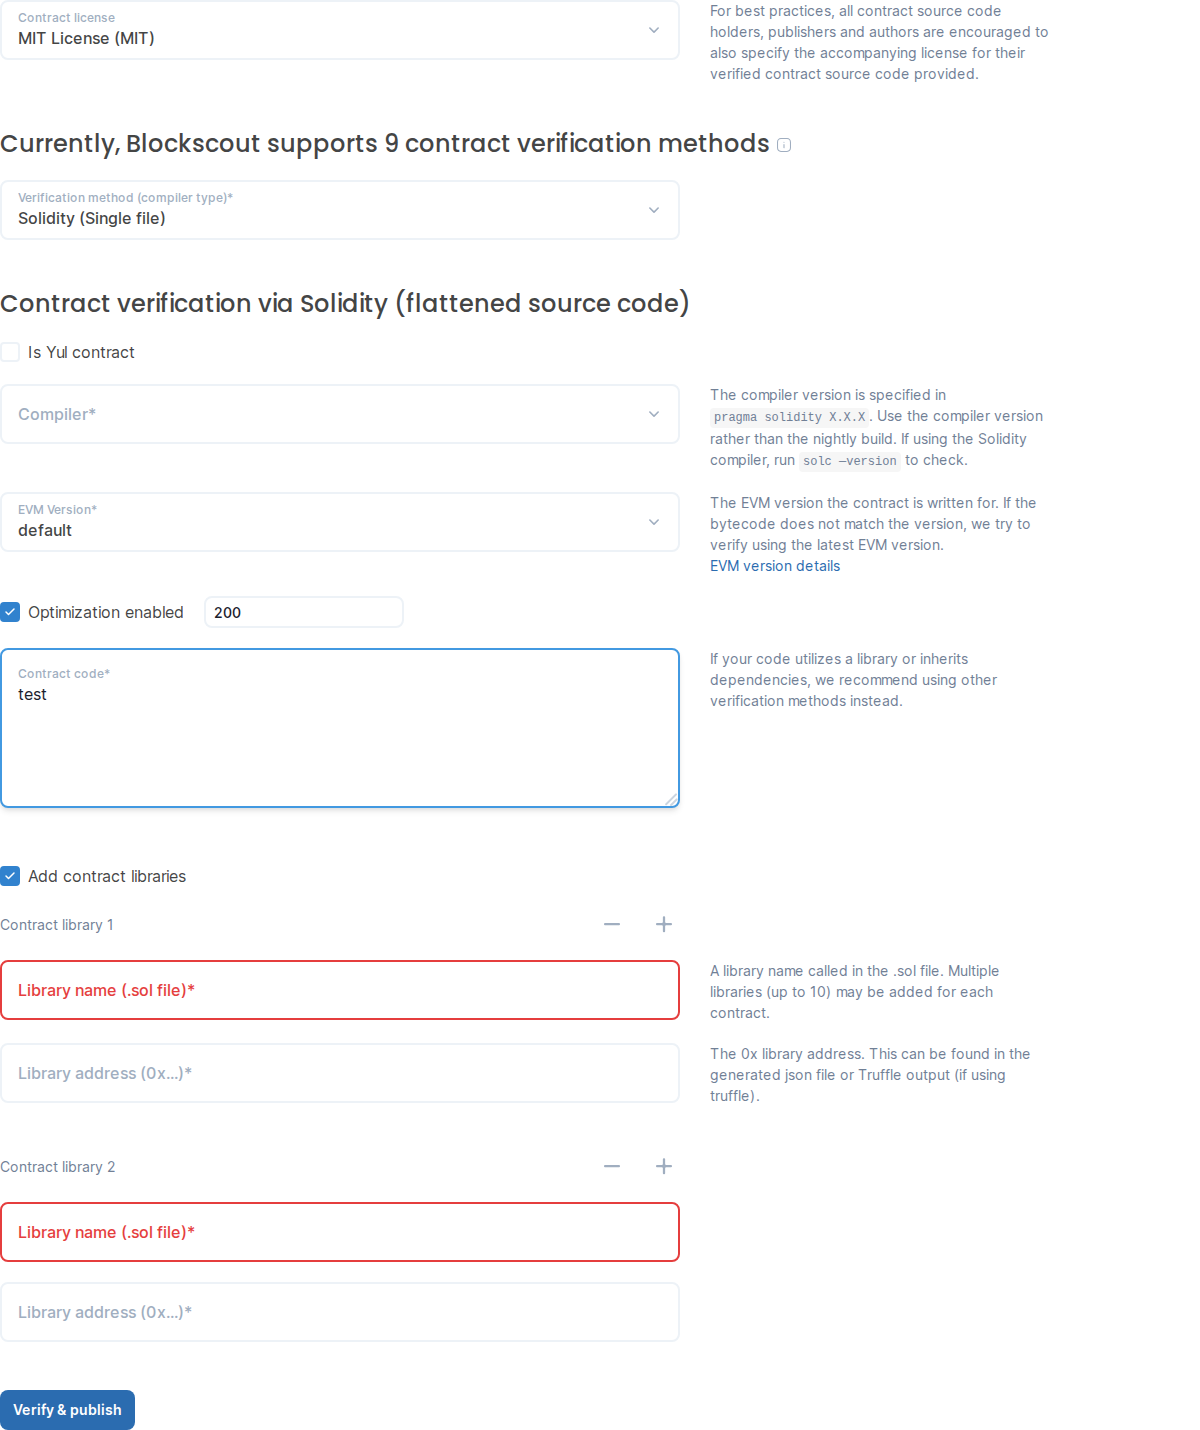 Contract license
MIT License (MIT)
For best practices, all contract source code
holders, publishers and authors are encouraged to
also specify the accompanying license for their
verified contract source code provided.
Currently, Blockscout supports 9 contract verification methods
Verification method (compiler type)*
Solidity (Single file)
Contract verification via Solidity (flattened source code)
Is Yul contract
Compiler*
The compiler version is specified in
pragma solidity X.X.X. Use the compiler version
rather than the nightly build. If using the Solidity
compiler, run solc —version to check.
EVM Version*
default
The EVM version the contract is written for. If the
bytecode does not match the version, we try to
verify using the latest EVM version.
EVM version details
Optimization enabled
200
Contract code*
test
If your code utilizes a library or inherits
dependencies, we recommend using other
verification methods instead.
Add contract libraries
Contract library 1
Library name (.sol file)*
A library name called in the .sol file. Multiple
libraries (up to 10) may be added for each
contract.
Library address (0x...)*
The 0x library address. This can be found in the
generated json file or Truffle output (if using
truffle).
Contract library 2
Library name (.sol file)*
Library address (0x...)*
Verify & publish